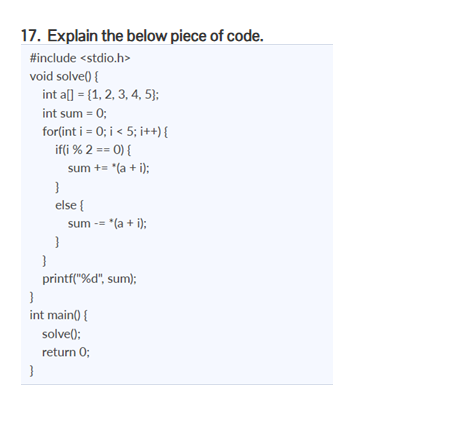 17. Explain the below piece of code.
#include <stdio.h>
void solve() {
int a[] = {1, 2, 3, 4, 5};
int sum = 0;
for(int i = 0; i < 5; i++) {
if(i % 2 == 0) {
sum += *(a + i);
}
else {
sum -= *(a + i);
}
}
printf("%d", sum);
}
int main() {
solve();
return 0;
}